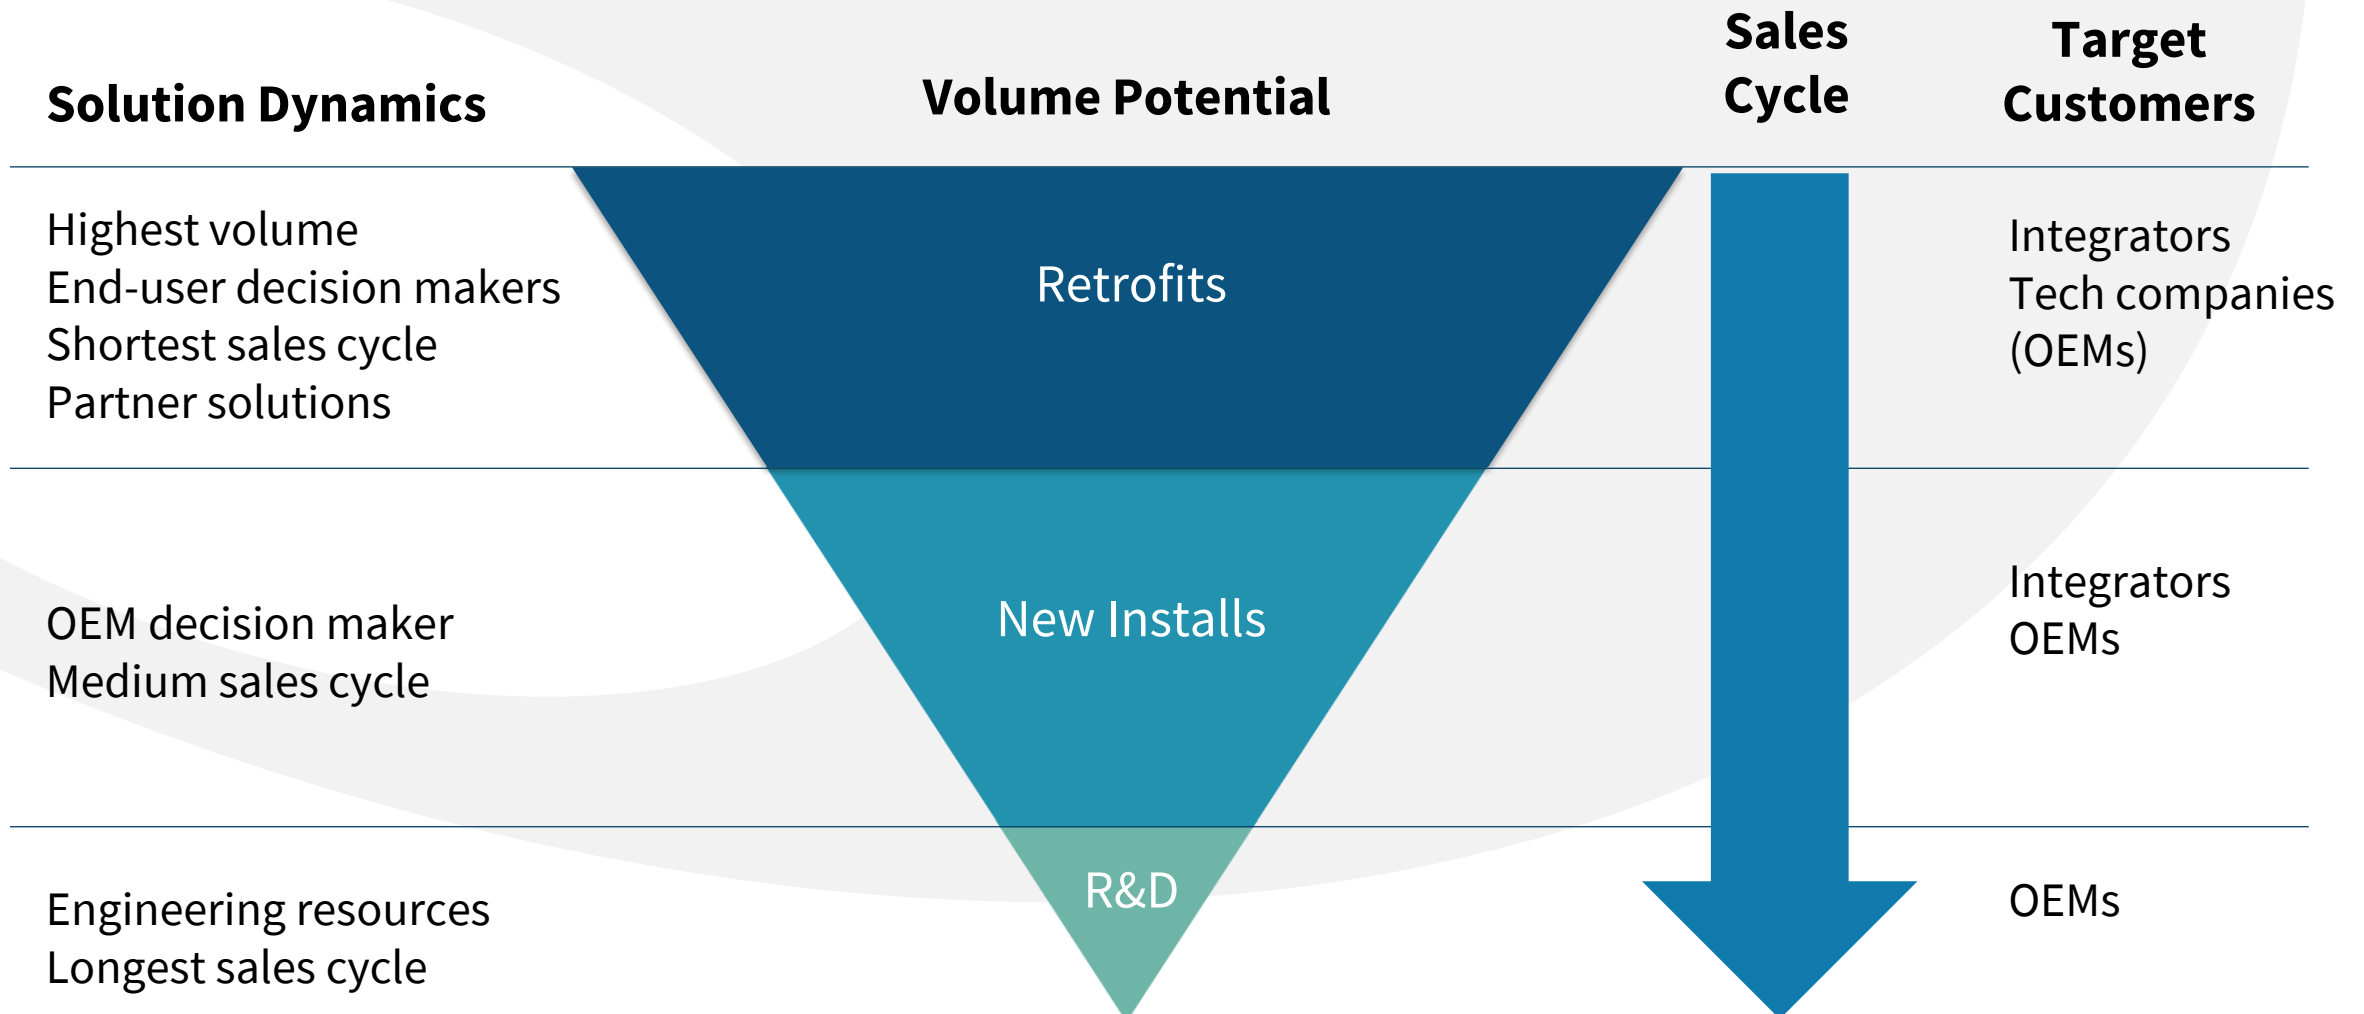 Solution Dynamics
Volume Potential
Sales
Cycle
Target
Customers
Highest volume
End-user decision makers
Shortest sales cycle
Partner solutions
Retrofits
Integrators
Tech companies
(OEMs)
OEM decision maker
Medium sales cycle
New Installs
Integrators
OEMs
Engineering resources
Longest sales cycle
R&D
OEMs